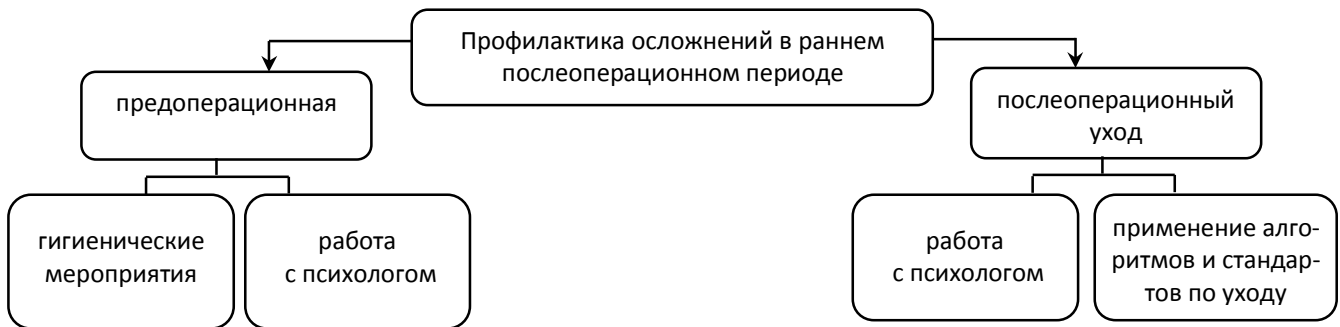 Профилактика осложнений в раннем
послеоперационном периоде
предоперационная
послеоперационный
уход
гигиенические
мероприятия
работа
с психологом
работа
с психологом
применение алго-
ритмов и стандар-
тов по уходу